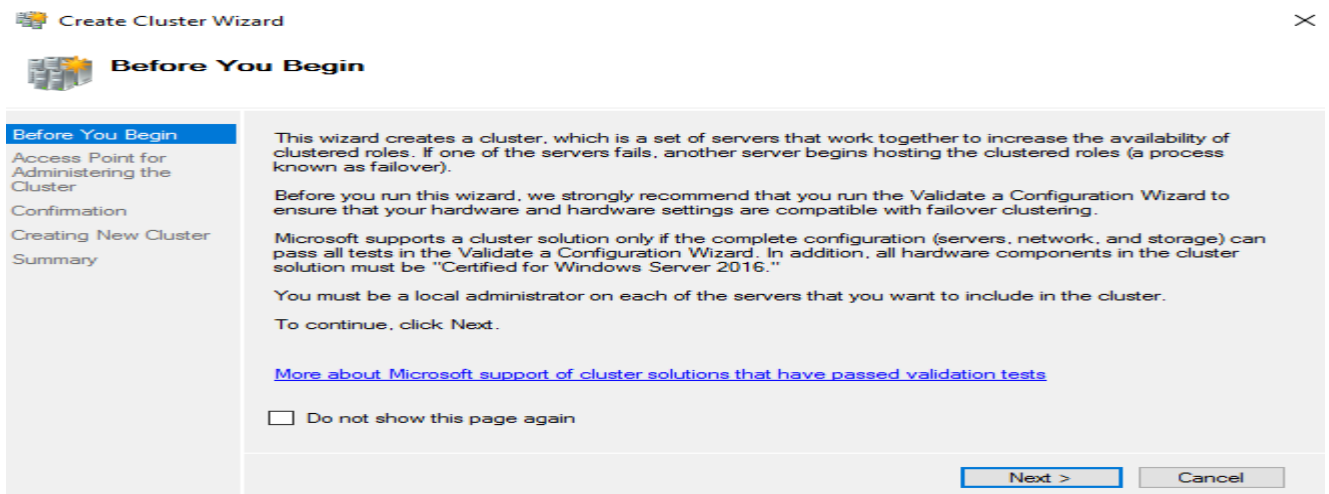 Create Cluster Wizard
Before You Begin
Before You Begin
Access Point for
Administering the
Cluster
Confirmation
Creating New Cluster
Summary
This wizard creates a cluster, which is a set of servers that work together to increase the availability of
clustered roles. If one of the servers fails, another server begins hosting the clustered roles (a process
known as failover).
Before you run this wizard, we strongly recommend that you run the Validate a Configuration Wizard to
ensure that your hardware and hardware settings are compatible with failover clustering.
Microsoft supports a cluster solution only if the complete configuration (servers, network, and storage) can
pass all tests in the Validate a Configuration Wizard. In addition, all hardware components in the cluster
solution must be "Certified for Windows Server 2016."
You must be a local administrator on each of the servers that you want to include in the cluster.
To continue, click Next.
More about Microsoft support of cluster solutions that have passed validation tests
Do not show this page again
Next >
Cancel